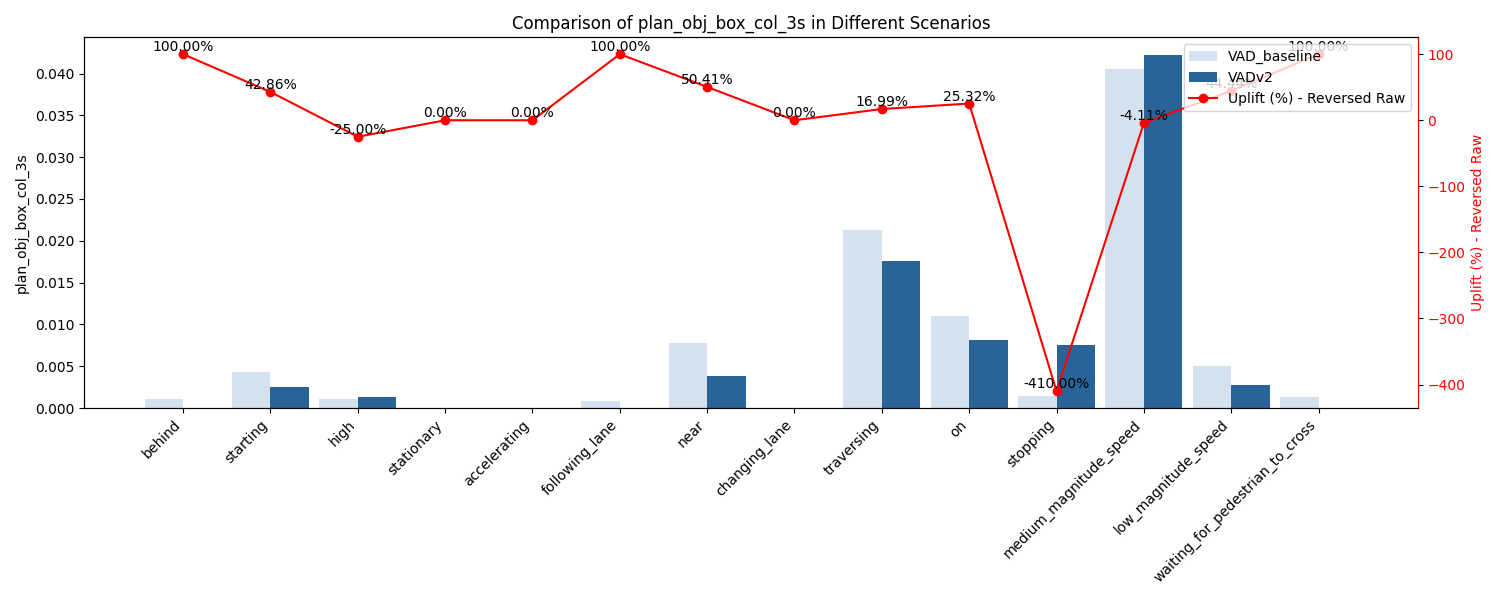 Comparison of plan_obj_box_col_3s in Different Scenarios
100.00%
42.86%
-25.00%
0.00%
0.00%
100.00%
50.41%
0.00%
16.99%
25.32%
-410.00%
-4.11%
44.44%
100.00%
VAD_baseline
VADv2
Uplift (%) - Reversed Raw
plan_obj_box_col_3s
0.040
0.035
0.030
0.025
0.020
0.015
0.010
0.005
0.000
100
0
−100
−200
−300
−400
Uplift (%) - Reversed Raw
behind
starting
high
stationary
accelerating
following_lane
near
changing_lane
traversing
on
stopping
medium_magnitude_speed
low_magnitude_speed
waiting_for_pedestrian_to_cross